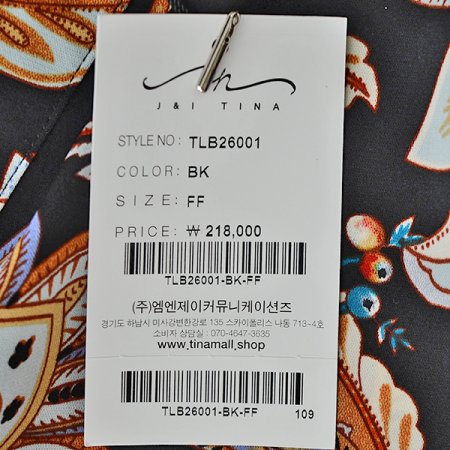 J & I TINA
STYLE NO : TLB26001
COLOR: BK
SIZE: FF
PRICE: ₩ 218,000
TLB26001-BK-FF
(주)엠엔제이커뮤니케이션즈
경기도 하남시 미사강변한강로 135 스카이폴리스 나동 713-4호
소비자 상담실 : 070-4647-3635
www.tinamall.shop
TLB26001-BK-FF 109